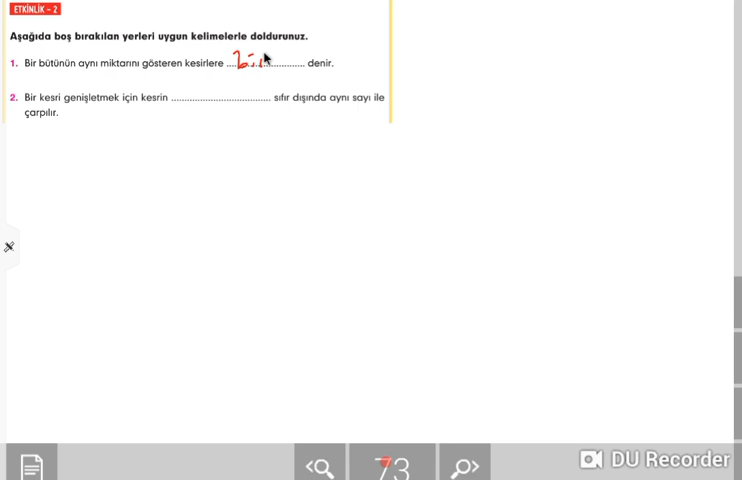 ETKİNLİK - 2
Aşağıda boş bırakılan yerleri uygun kelimelerle doldurunuz.
1. Bir bütünün aynı miktarını gösteren kesirlere .................... denir.
2. Bir kesri genişletmek için kesrin .................................... sıfır dışında aynı sayı ile
çarpılır.
73
DU Recorder